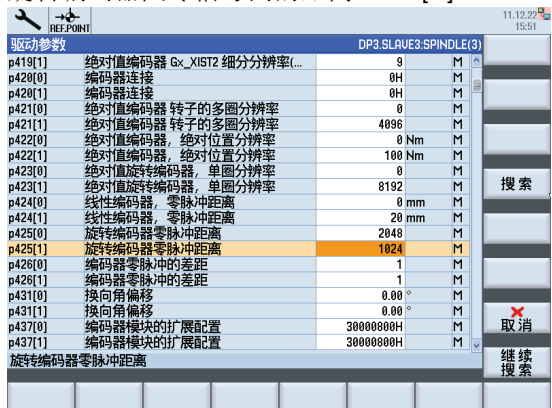 REF.POINT
11.12.22
15:51
驱动参数 DP3.SLAVE3:SPINDLE(3)
p419[1] 绝对值编码器 Gx_XIST2 细分分辨率(... 9 M
p420[0] 编码器连接 0H M
p420[1] 编码器连接 0H M
p421[0] 绝对值编码器 转子的多圈分辨率 0 M
p421[1] 绝对值编码器 转子的多圈分辨率 4096 M
p422[0] 绝对值编码器，绝对位置分辨率 0 Nm M
p422[1] 绝对值编码器，绝对位置分辨率 100 Nm M
p423[0] 绝对值旋转编码器，单圈分辨率 0 M
p423[1] 绝对值旋转编码器，单圈分辨率 8192 M
p424[0] 线性编码器，零脉冲距离 0 mm M
p424[1] 线性编码器，零脉冲距离 20 mm M
p425[0] 旋转编码器零脉冲距离 2048 M
p425[1] 旋转编码器零脉冲距离 1024 M
p426[0] 编码器零脉冲的差距 1 M
p426[1] 编码器零脉冲的差距 1 M
p431[0] 换向角偏移 0.00 ° M
p431[1] 换向角偏移 0.00 ° M
p437[0] 编码器模块的扩展配置 30000800H M
p437[1] 编码器模块的扩展配置 30000800H M
旋转编码器零脉冲距离
搜索
取消
继续
搜索